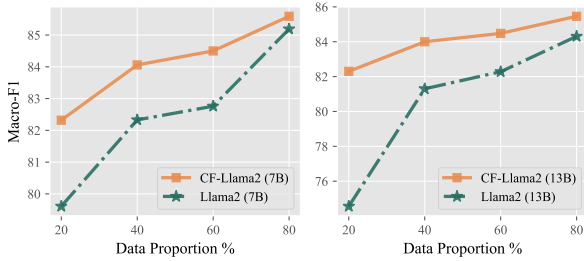 Macro-F1
85
84
83
82
81
80
20
40
60
80
Data Proportion %
CF-Llama2 (7B)
Llama2 (7B)
86
84
82
80
78
76
20
40
60
80
Data Proportion %
CF-Llama2 (13B)
Llama2 (13B)